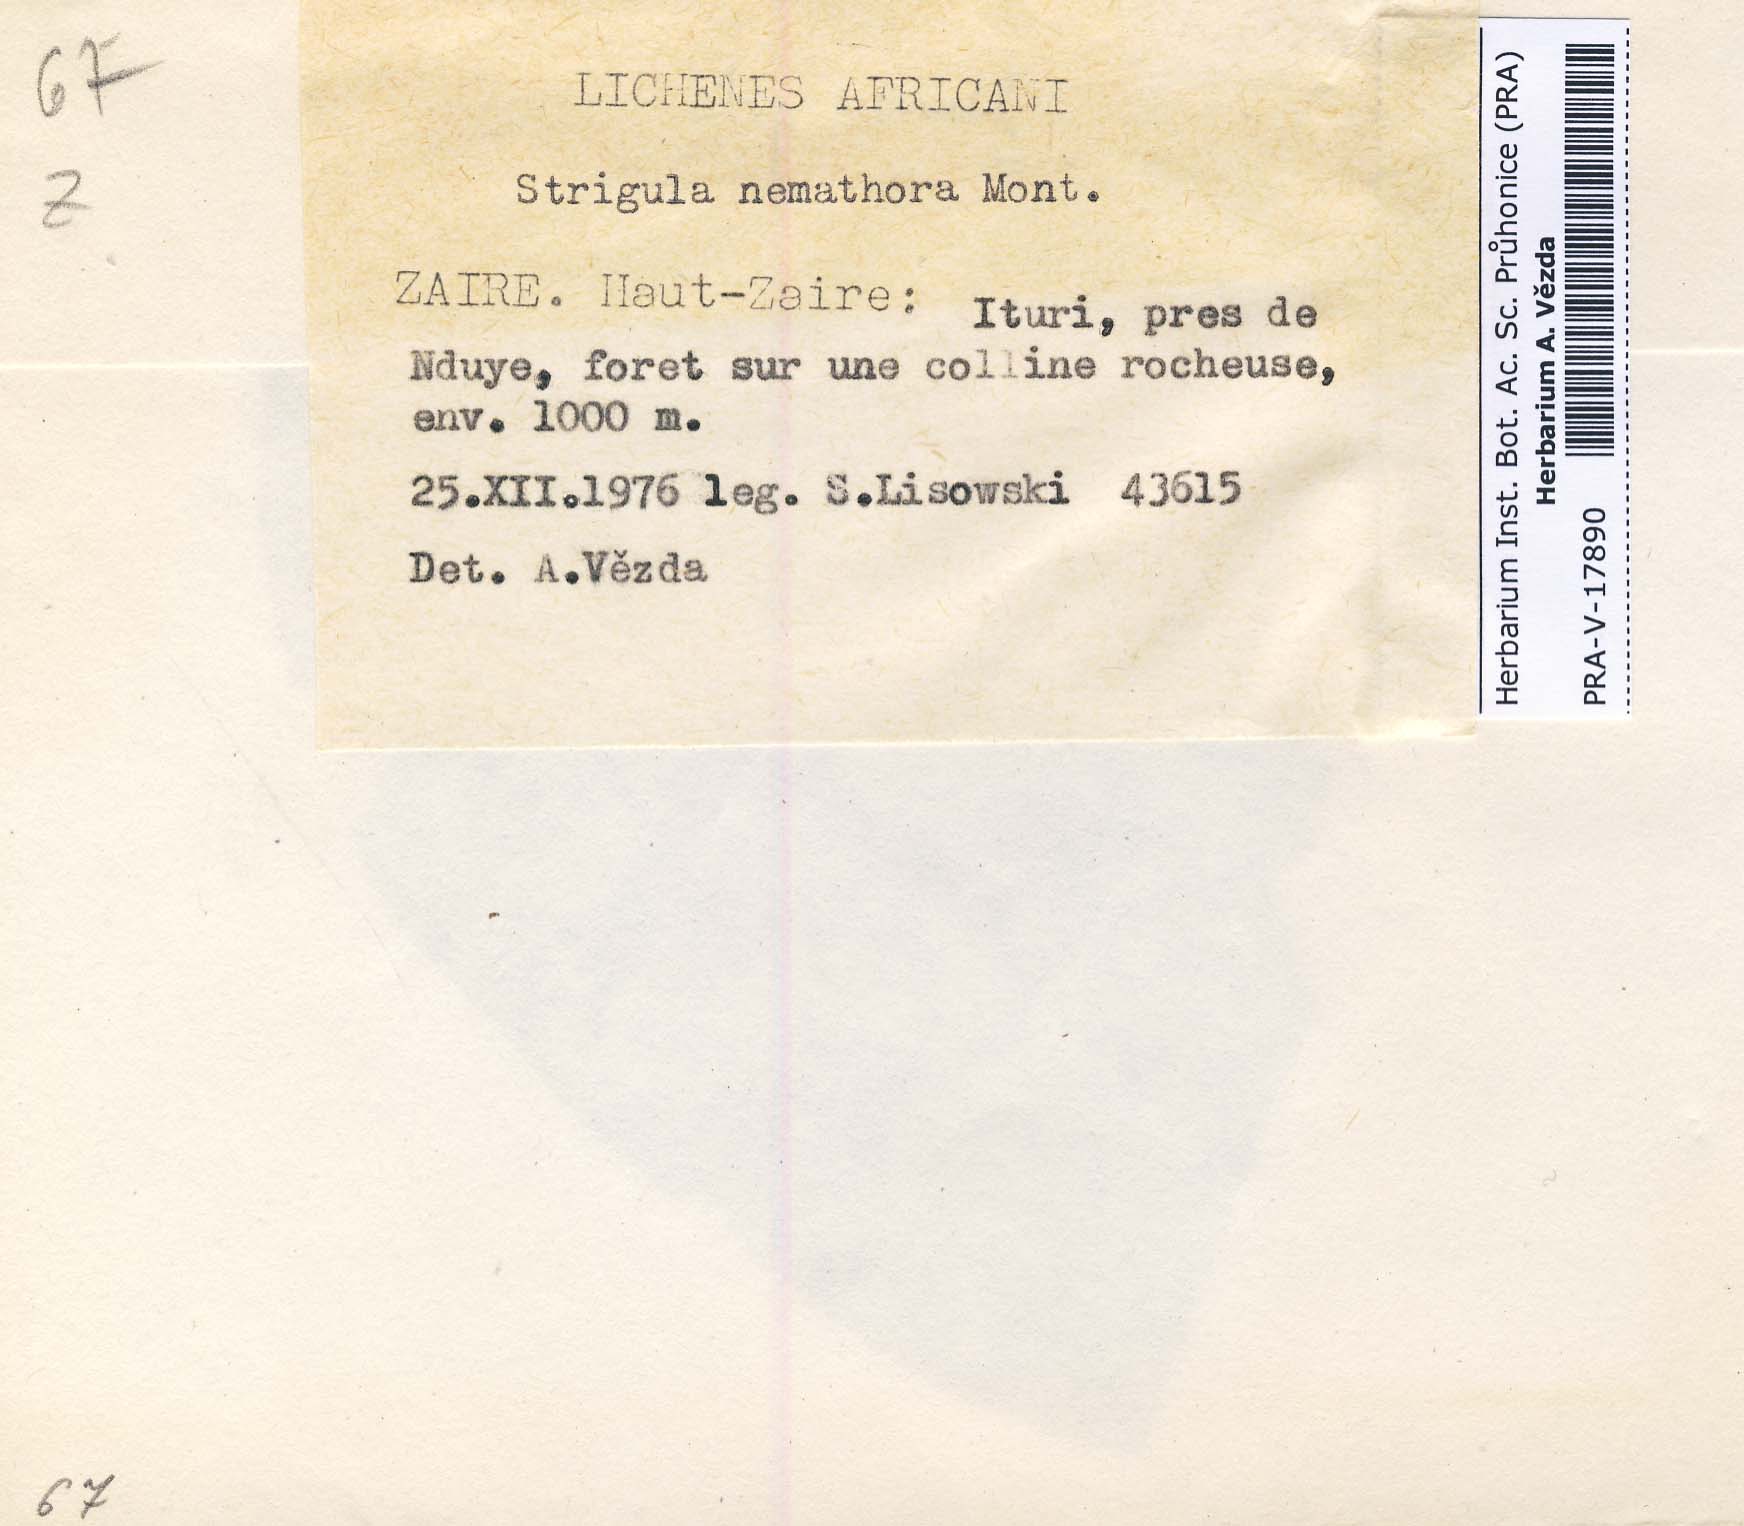 67
Z
LICHENES AFRICANI
Strigula nemathora Mont.
ZAIRE. Haut-Zaire: Ituri, pres de
Nduye, foret sur une colline rocheuse,
env. 1000 m.
25.XII.1976 leg. S.Lisowski 43615
Det. A.Vězda
Herbarium Inst. Bot. Ac. Sc. Průhonice (PRA)
Herbarium A. Vězda
PRA-V-17890
67